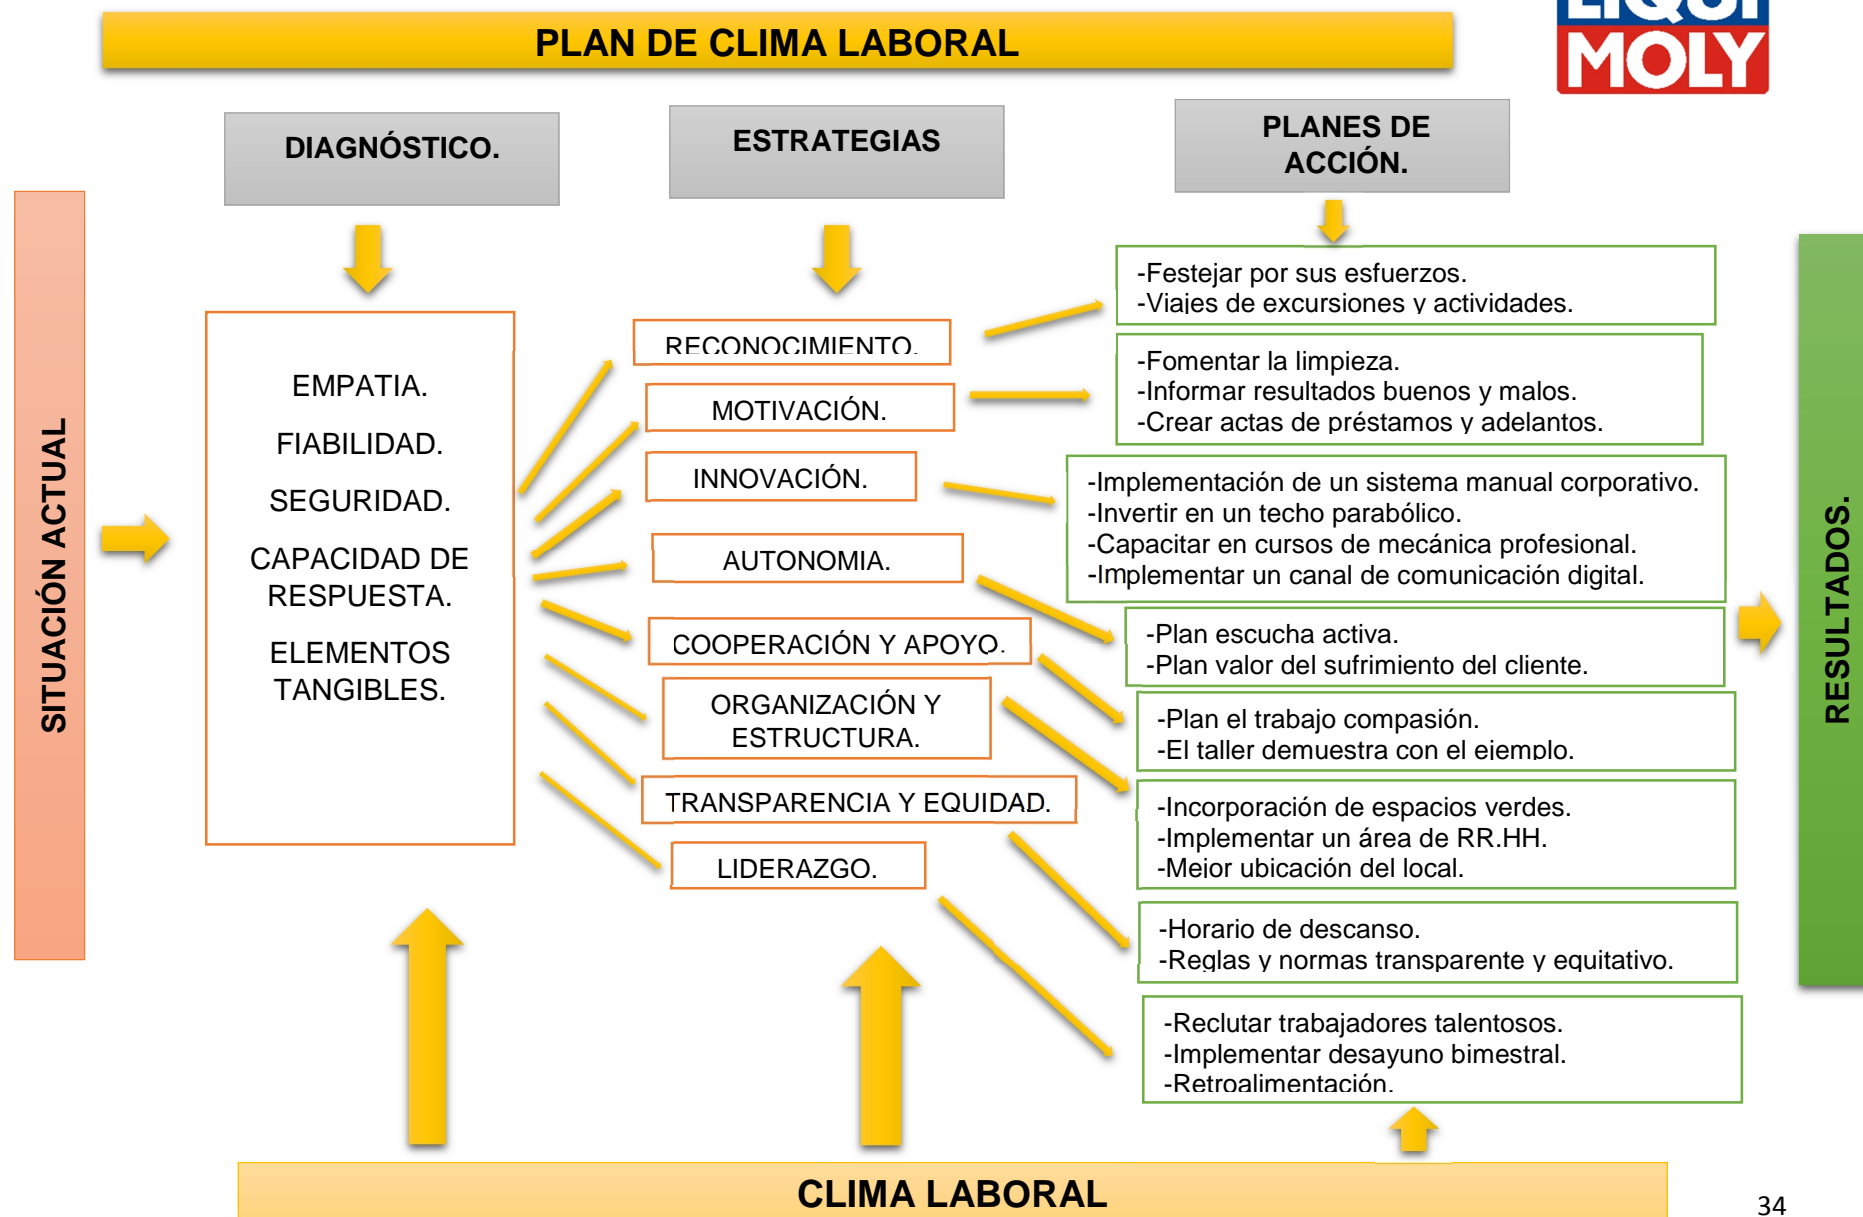 LIQUI
MOLY
PLAN DE CLIMA LABORAL
DIAGNÓSTICO.
ESTRATEGIAS
PLANES DE
ACCIÓN.
SITUACIÓN ACTUAL
EMPATIA.
FIABILIDAD.
SEGURIDAD.
CAPACIDAD DE
RESPUESTA.
ELEMENTOS
TANGIBLES.
RECONOCIMIENTO.
MOTIVACIÓN.
INNOVACIÓN.
AUTONOMIA.
COOPERACIÓN Y APOYO.
ORGANIZACIÓN Y
ESTRUCTURA.
TRANSPARENCIA Y EQUIDAD.
LIDERAZGO.
-Festejar por sus esfuerzos.
-Viajes de excursiones y actividades.
-Fomentar la limpieza.
-Informar resultados buenos y malos.
-Crear actas de préstamos y adelantos.
-Implementación de un sistema manual corporativo.
-Invertir en un techo parabólico.
-Capacitar en cursos de mecánica profesional.
-Implementar un canal de comunicación digital.
-Plan escucha activa.
-Plan valor del sufrimiento del cliente.
-Plan el trabajo compasión.
-El taller demuestra con el ejemplo.
-Incorporación de espacios verdes.
-Implementar un área de RR.HH.
-Mejor ubicación del local.
-Horario de descanso.
-Reglas y normas transparente y equitativo.
-Reclutar trabajadores talentosos.
-Implementar desayuno bimestral.
-Retroalimentación.
RESULTADOS.
CLIMA LABORAL
34